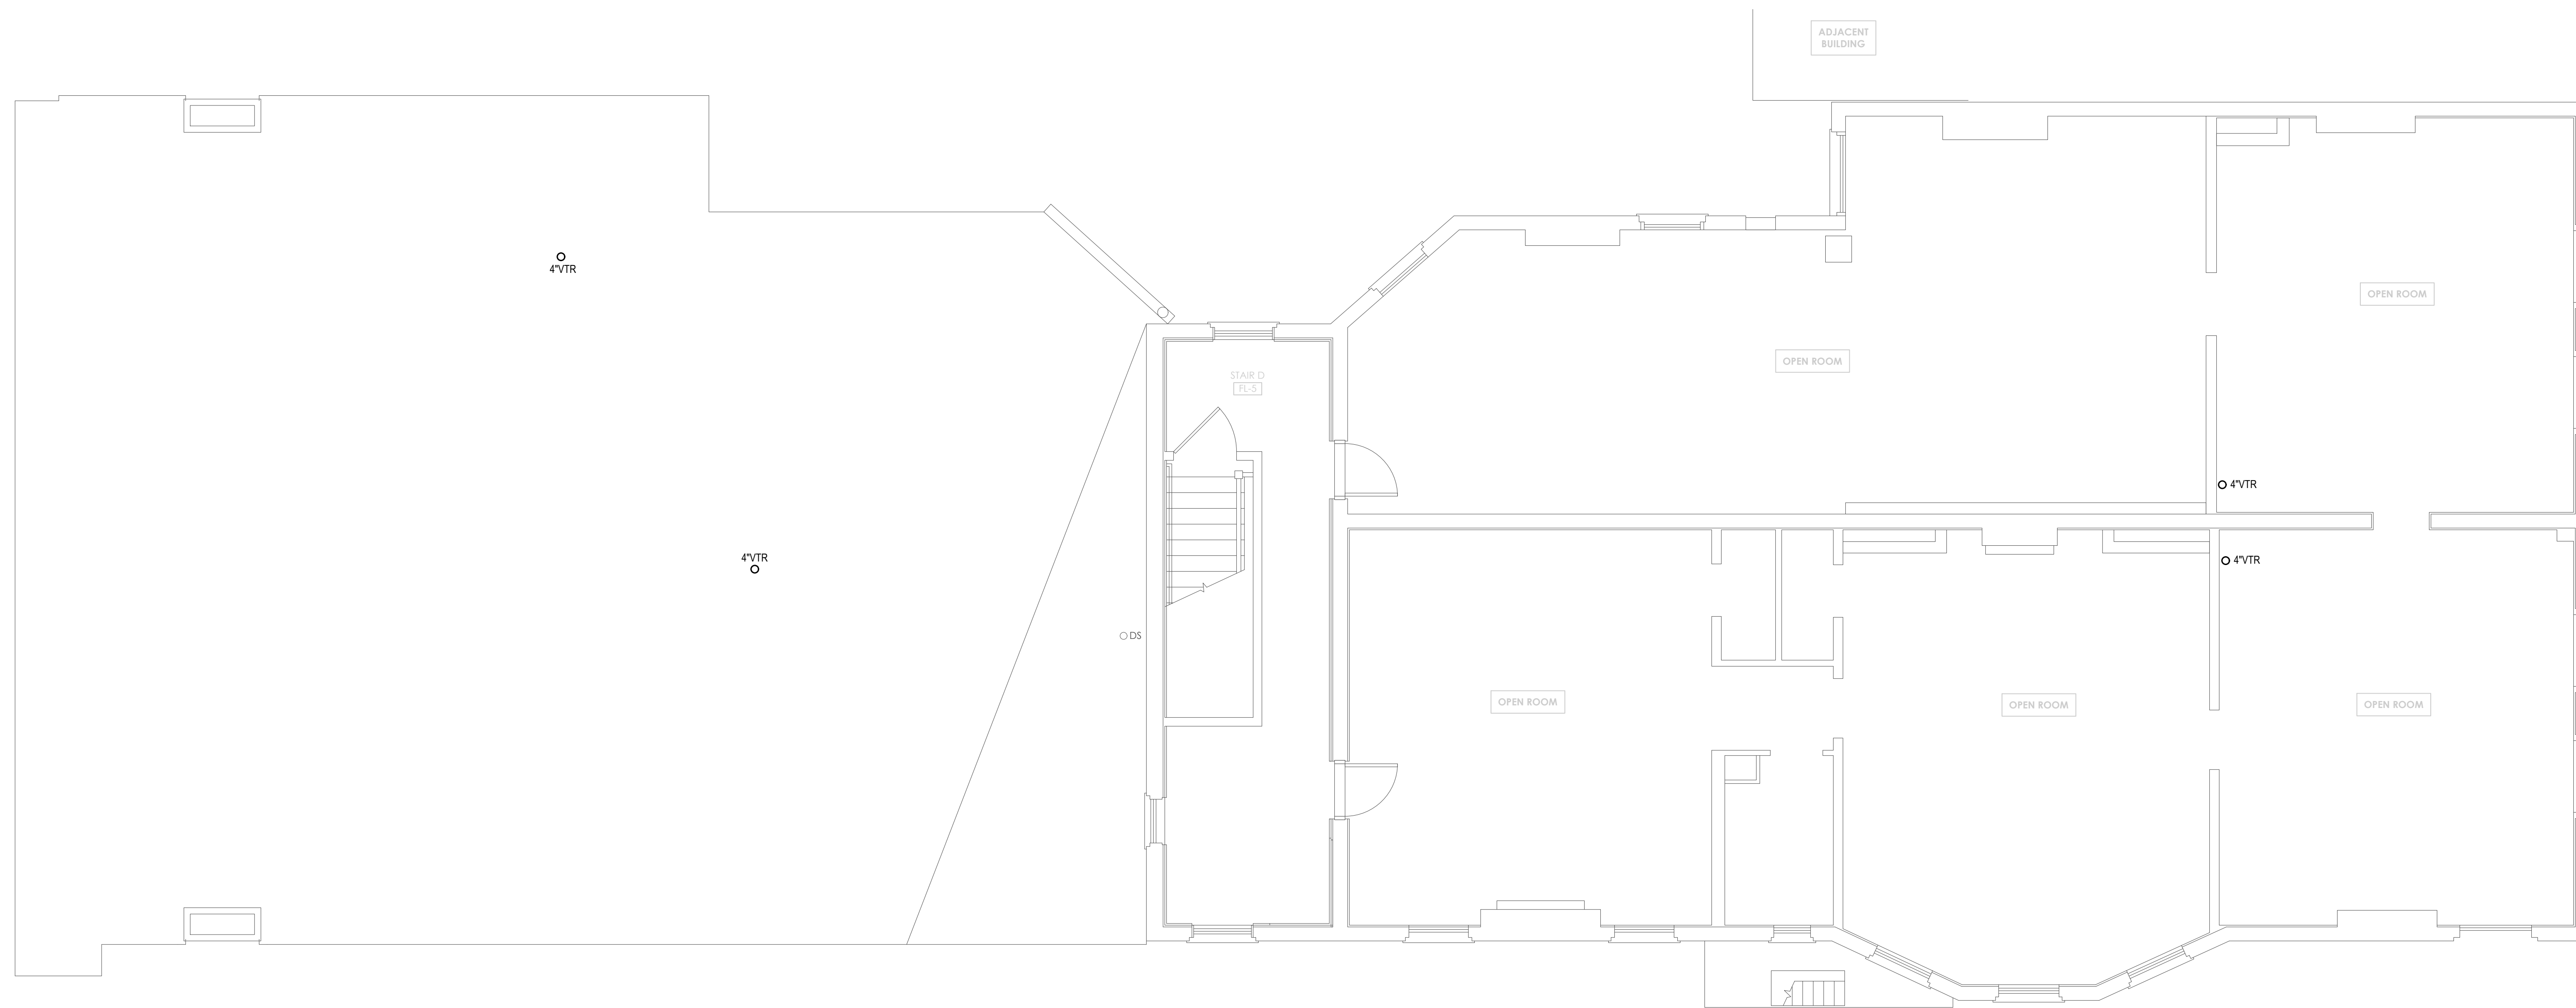 ADJACENT
BUILDING
4"VTR
OPEN ROOM
OPEN ROOM
STAIR D
FL-5
4"VTR
4"VTR
4"VTR
DS
OPEN ROOM
OPEN ROOM
OPEN ROOM